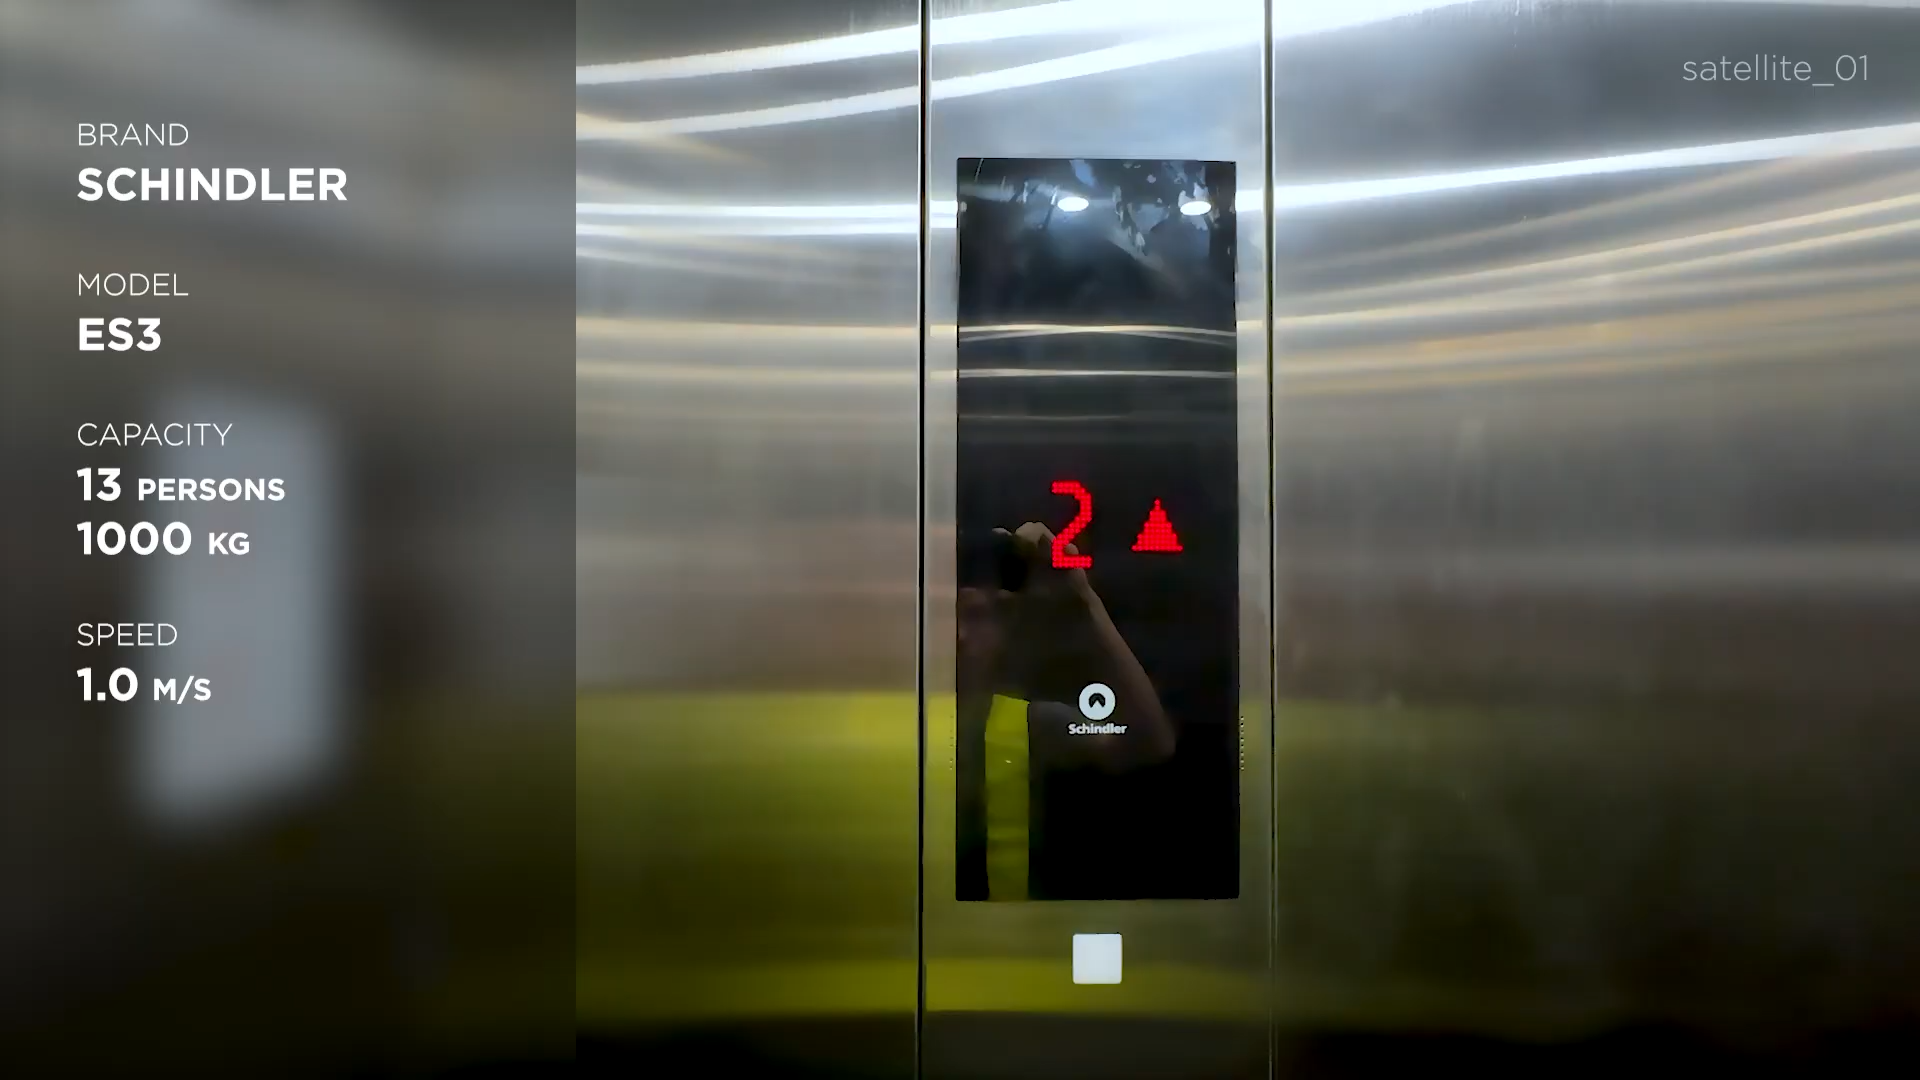 BRAND
SCHINDLER
MODEL
ES3
CAPACITY
13 PERSONS
1000 KG
SPEED
1.0 M/S
satellite_01
2
Schindler